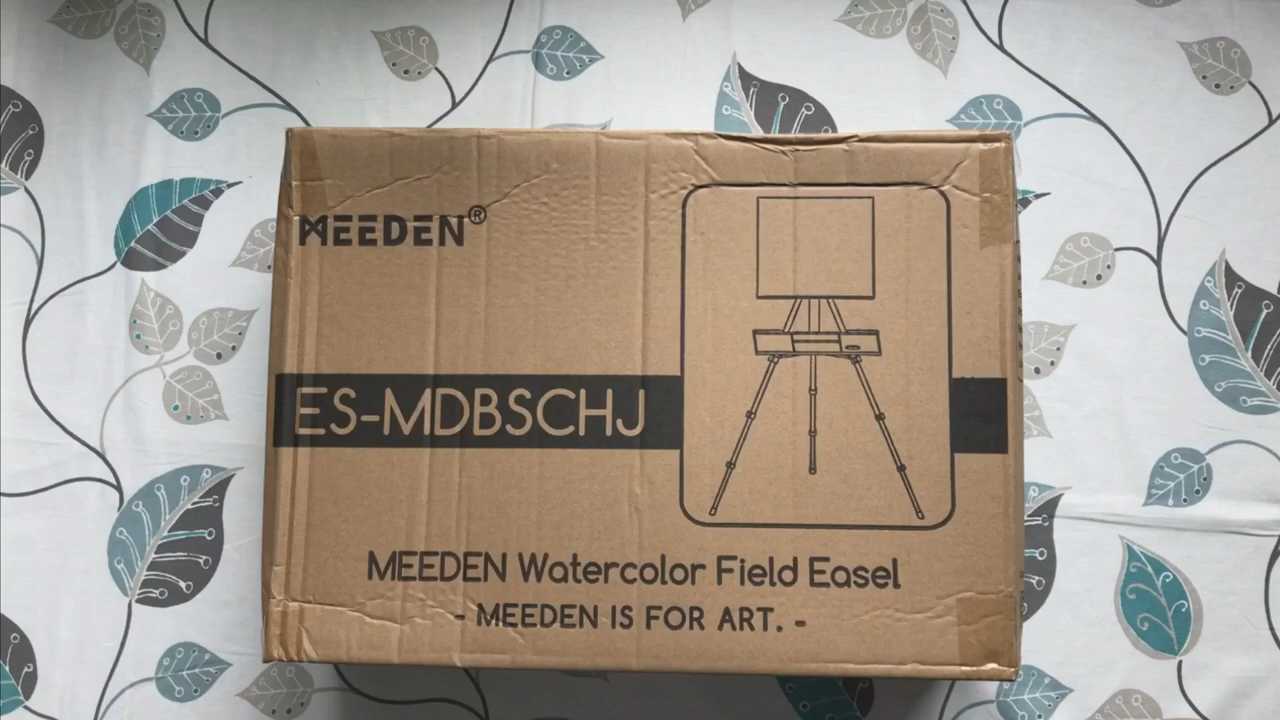 MEEDEN®
ES-MDBSCHJ
MEEDEN Watercolor Field Easel
- MEEDEN IS FOR ART. -